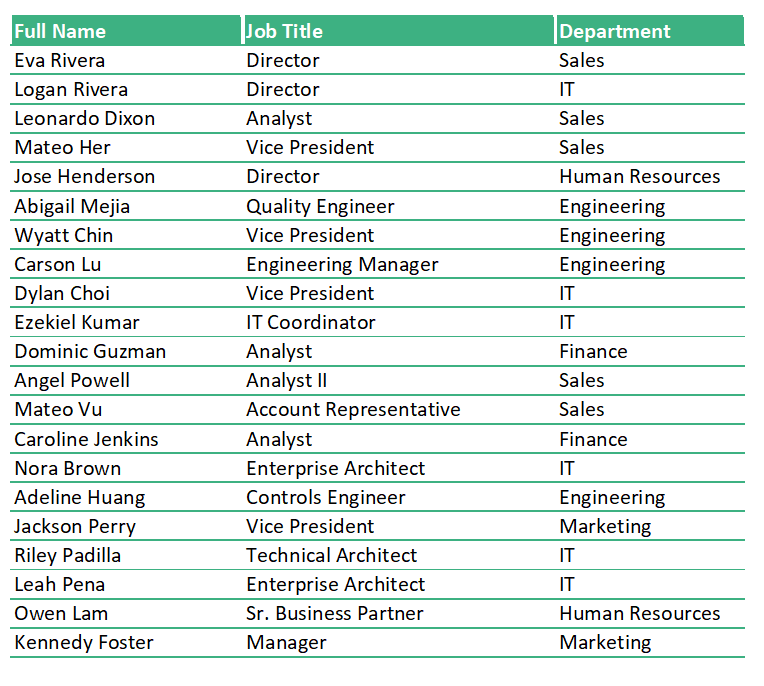 Full Name Job Title Department
Eva Rivera Director Sales
Logan Rivera Director IT
Leonardo Dixon Analyst Sales
Mateo Her Vice President Sales
Jose Henderson Director Human Resources
Abigail Mejia Quality Engineer Engineering
Wyatt Chin Vice President Engineering
Carson Lu Engineering Manager Engineering
Dylan Choi Vice President IT
Ezekiel Kumar IT Coordinator IT
Dominic Guzman Analyst Finance
Angel Powell Analyst II Sales
Mateo Vu Account Representative Sales
Caroline Jenkins Analyst Finance
Nora Brown Enterprise Architect IT
Adeline Huang Controls Engineer Engineering
Jackson Perry Vice President Marketing
Riley Padilla Technical Architect IT
Leah Pena Enterprise Architect IT
Owen Lam Sr. Business Partner Human Resources
Kennedy Foster Manager Marketing